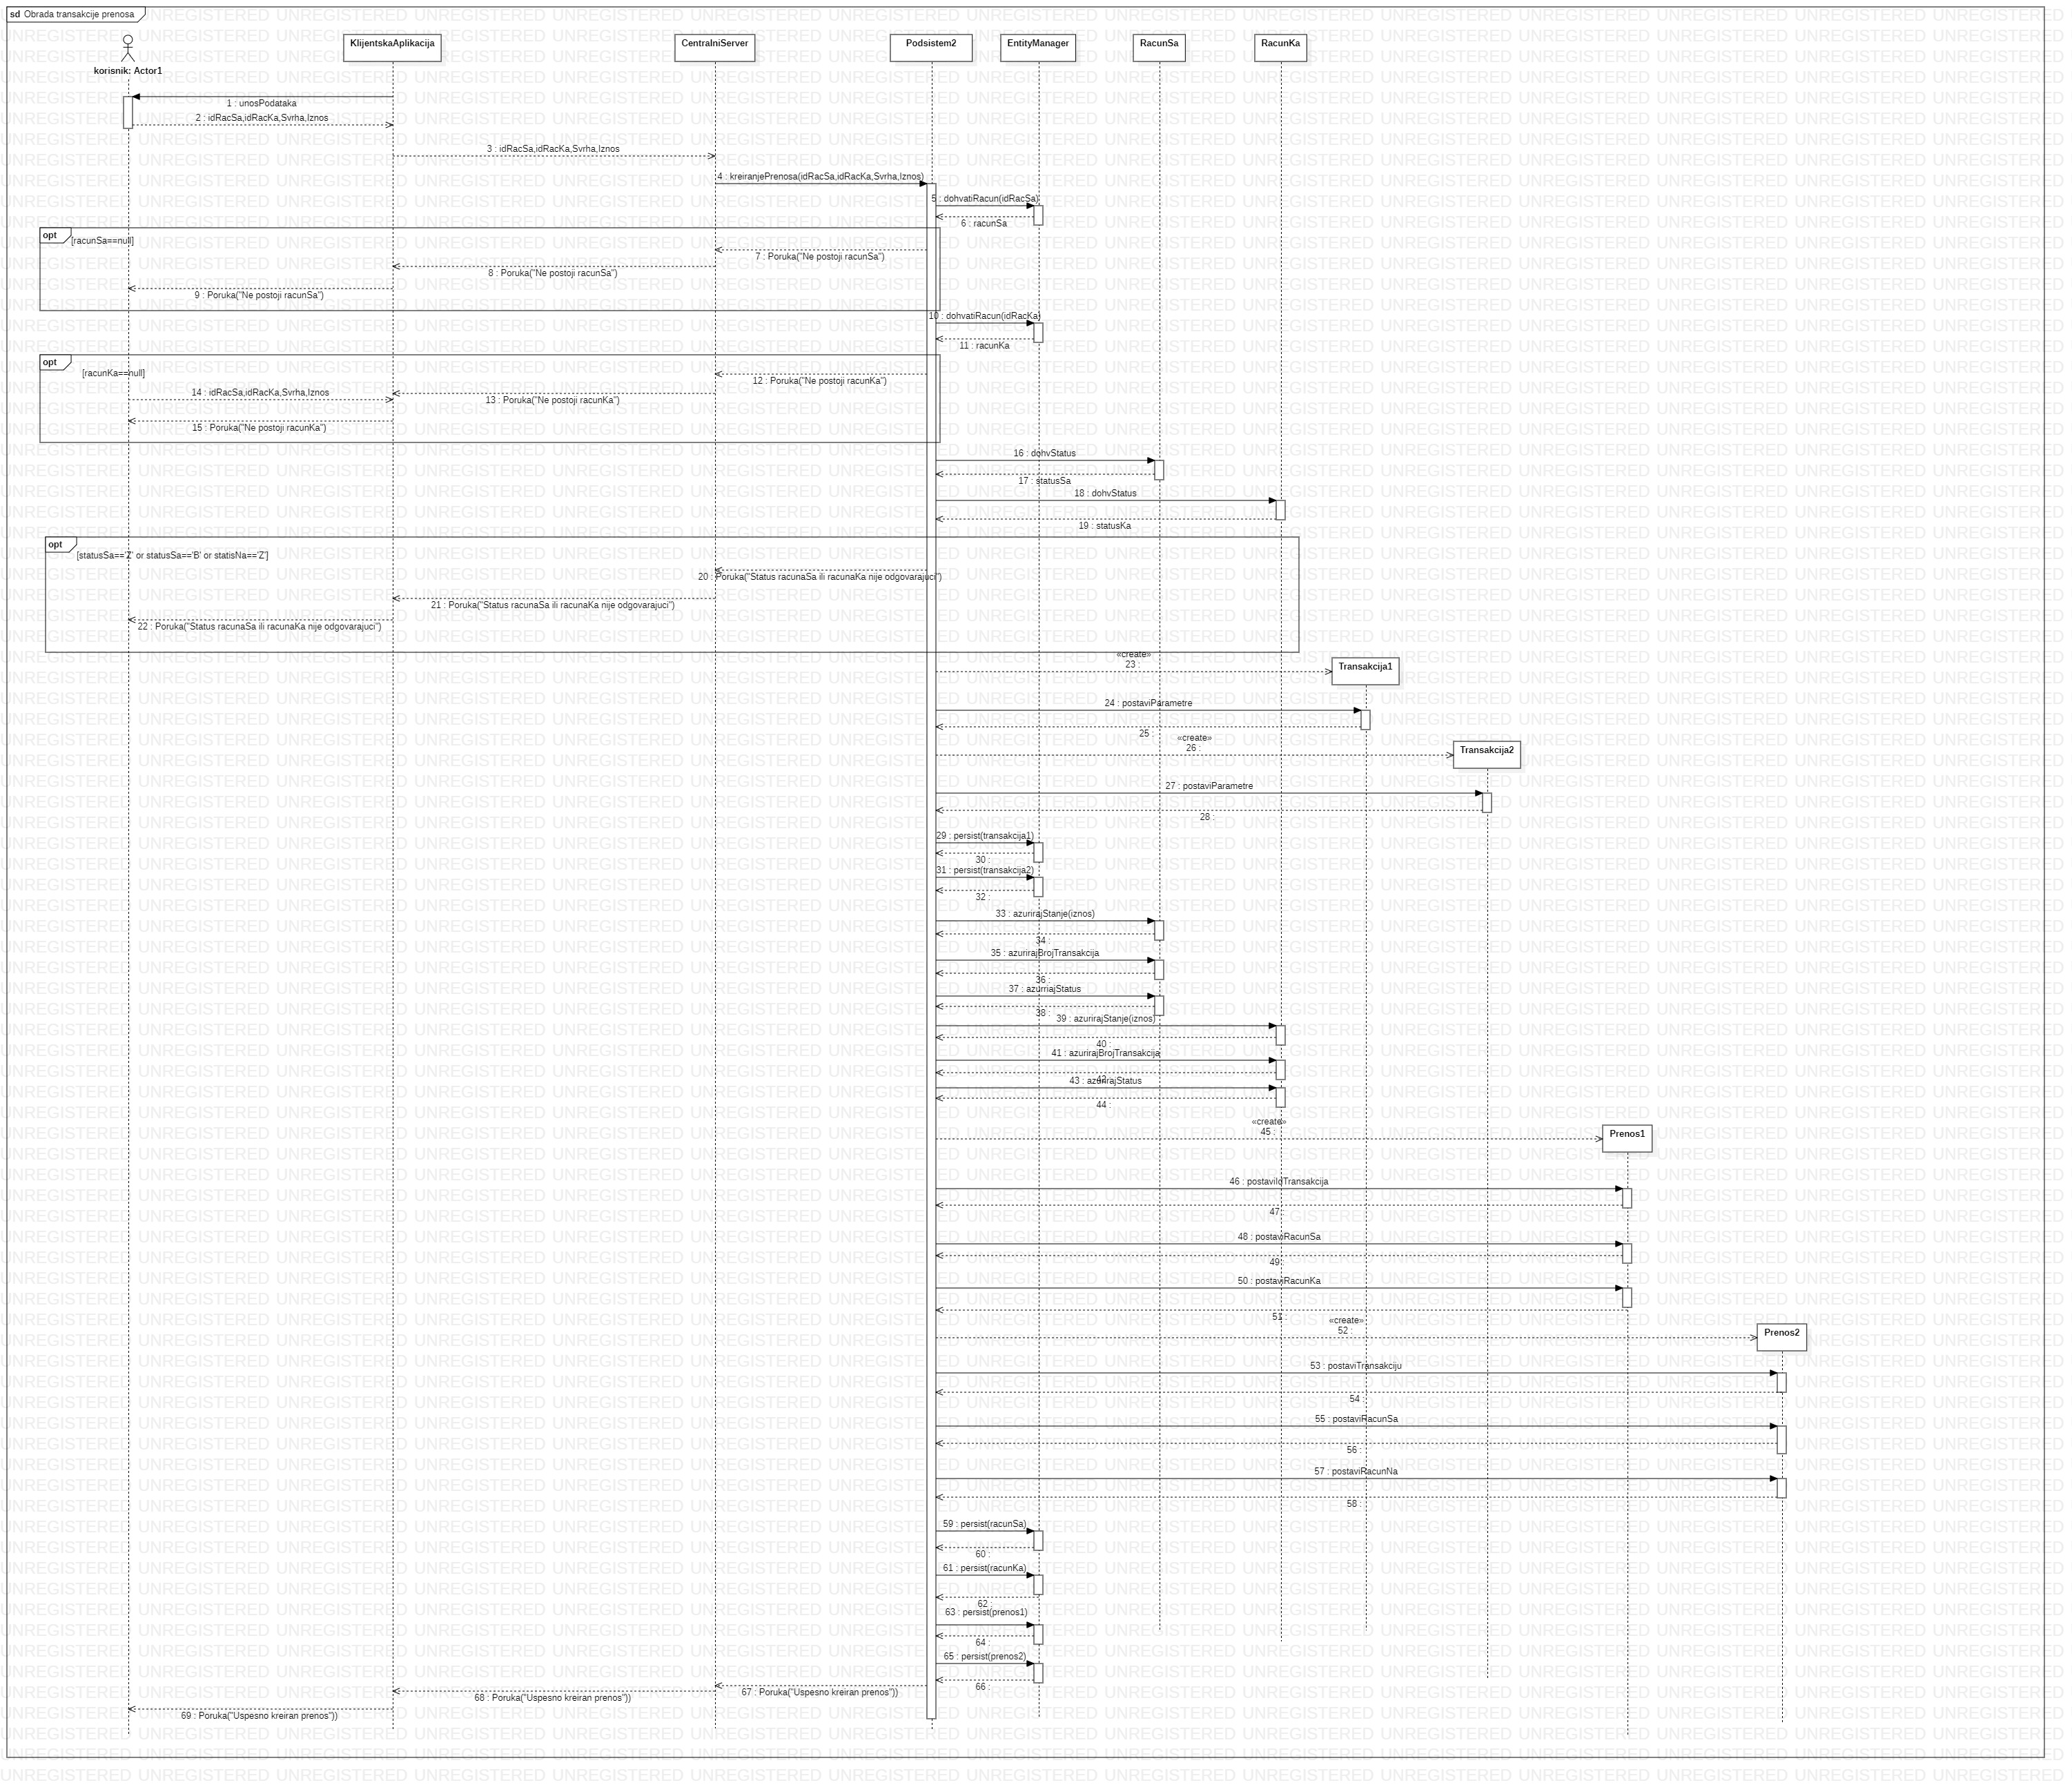 sd Obrada transakcije prenosa
korisnik: Actor1
KlijentskaAplikacija
CentralniServer
Podsistem2
EntityManager
RacunSa
RacunKa
1 : unosPodataka
2 : idRacSa,idRacKa,Svrha,Iznos
3 : idRacSa,idRacKa,Svrha,Iznos
4 : kreiranjePrenosa(idRacSa,idRacKa,Svrha,Iznos)
5 : dohvatiRacun(idRacSa)
6 : racunSa
opt
[racunSa==null]
7 : Poruka("Ne postoji racunSa")
8 : Poruka("Ne postoji racunSa")
9 : Poruka("Ne postoji racunSa")
10 : dohvatiRacun(idRacKa)
11 : racunKa
opt
[racunKa==null]
12 : Poruka("Ne postoji racunKa")
13 : Poruka("Ne postoji racunKa")
14 : idRacSa,idRacKa,Svrha,Iznos
15 : Poruka("Ne postoji racunKa")
16 : dohvStatus
17 : statusSa
18 : dohvStatus
19 : statusKa
opt
[statusSa=='Z' or statusSa=='B' or statisNa=='Z']
20 : Poruka("Status racunaSa ili racunaKa nije odgovarajuci")
21 : Poruka("Status racunaSa ili racunaKa nije odgovarajuci")
22 : Poruka("Status racunaSa ili racunaKa nije odgovarajuci")
«create»
23 :
Transakcija1
24 : postaviParametre
25 :
«create»
26 :
Transakcija2
27 : postaviParametre
28 :
29 : persist(transakcija1)
30 :
31 : persist(transakcija2)
32 :
33 : azurirajStanje(iznos)
34 :
35 : azurirajBrojTransakcija
36 :
37 : azurriajStatus
38 :
39 : azurirajStanje(iznos)
40 :
41 : azurirajBrojTransakcija
42 :
43 : azurirajStatus
44 :
«create»
45 :
Prenos1
46 : postaviIdTransakcija
47 :
48 : postaviRacunSa
49 :
50 : postaviRacunKa
51 :
«create»
52 :
Prenos2
53 : postaviTransakciju
54 :
55 : postaviRacunSa
56 :
57 : postaviRacunNa
58 :
59 : persist(racunSa)
60 :
61 : persist(racunKa)
62 :
63 : persist(prenos1)
64 :
65 : persist(prenos2)
66 :
67 : Poruka("Uspesno kreiran prenos"))
68 : Poruka("Uspesno kreiran prenos"))
69 : Poruka("Uspesno kreiran prenos"))
UNREGISTERED